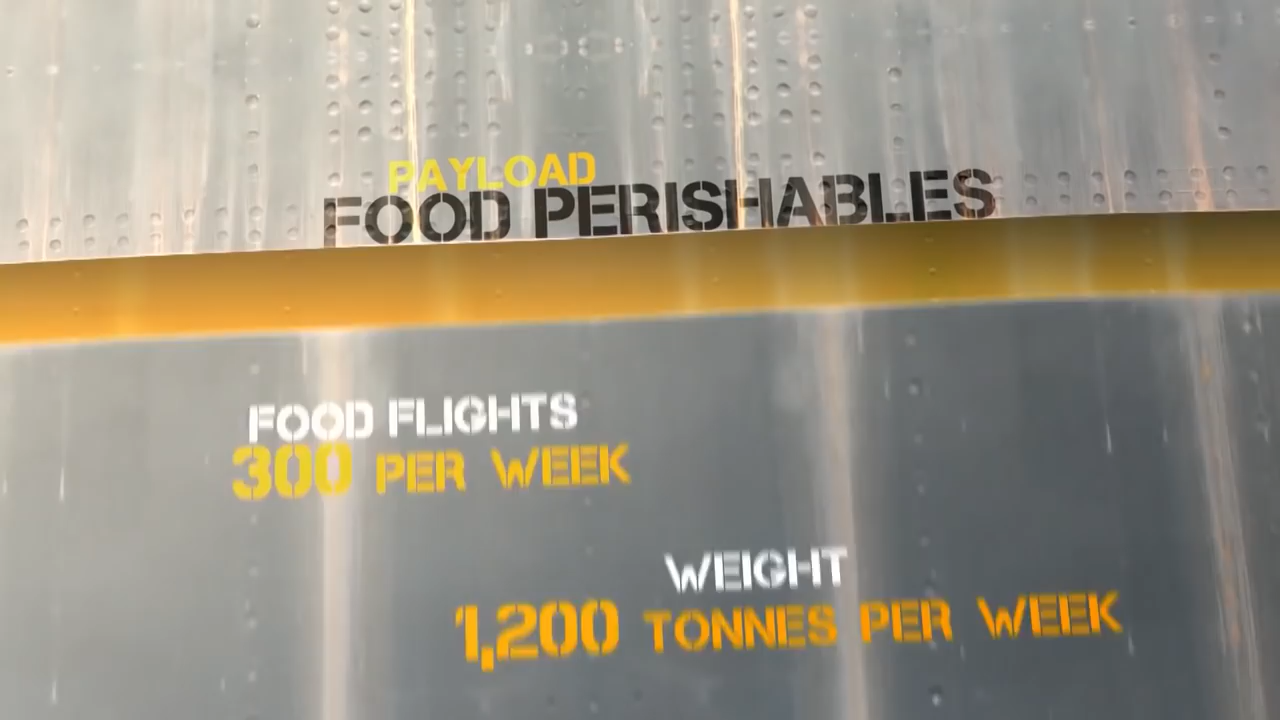 PAYLOAD
FOOD PERISHABLES
FOOD FLIGHTS
300 PER WEEK
WEIGHT
1,200 TONNES PER WEEK